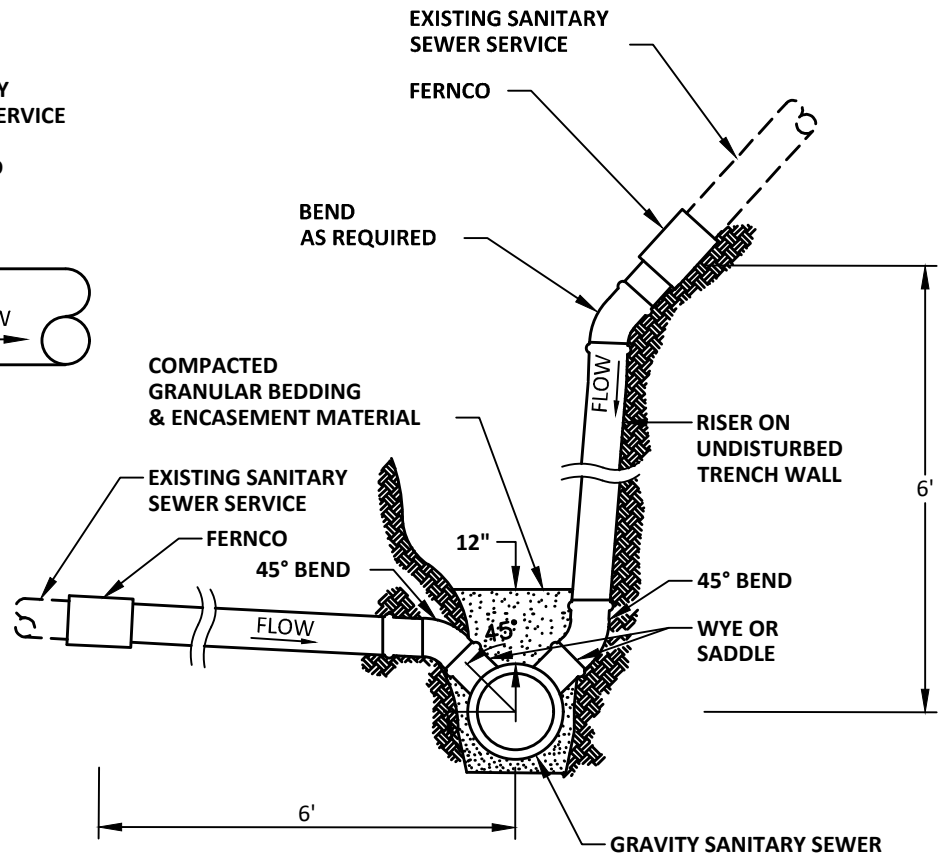 EXISTING SANITARY
SEWER SERVICE
FERNCO
BEND
AS REQUIRED
COMPACTED
GRANULAR BEDDING
& ENCASEMENT MATERIAL
FLOW
RISER ON
UNDISTURBED
TRENCH WALL
6'
EXISTING SANITARY
SEWER SERVICE
FERNCO
45° BEND
12"
FLOW
45°
45° BEND
WYE OR
SADDLE
6'
GRAVITY SANITARY SEWER